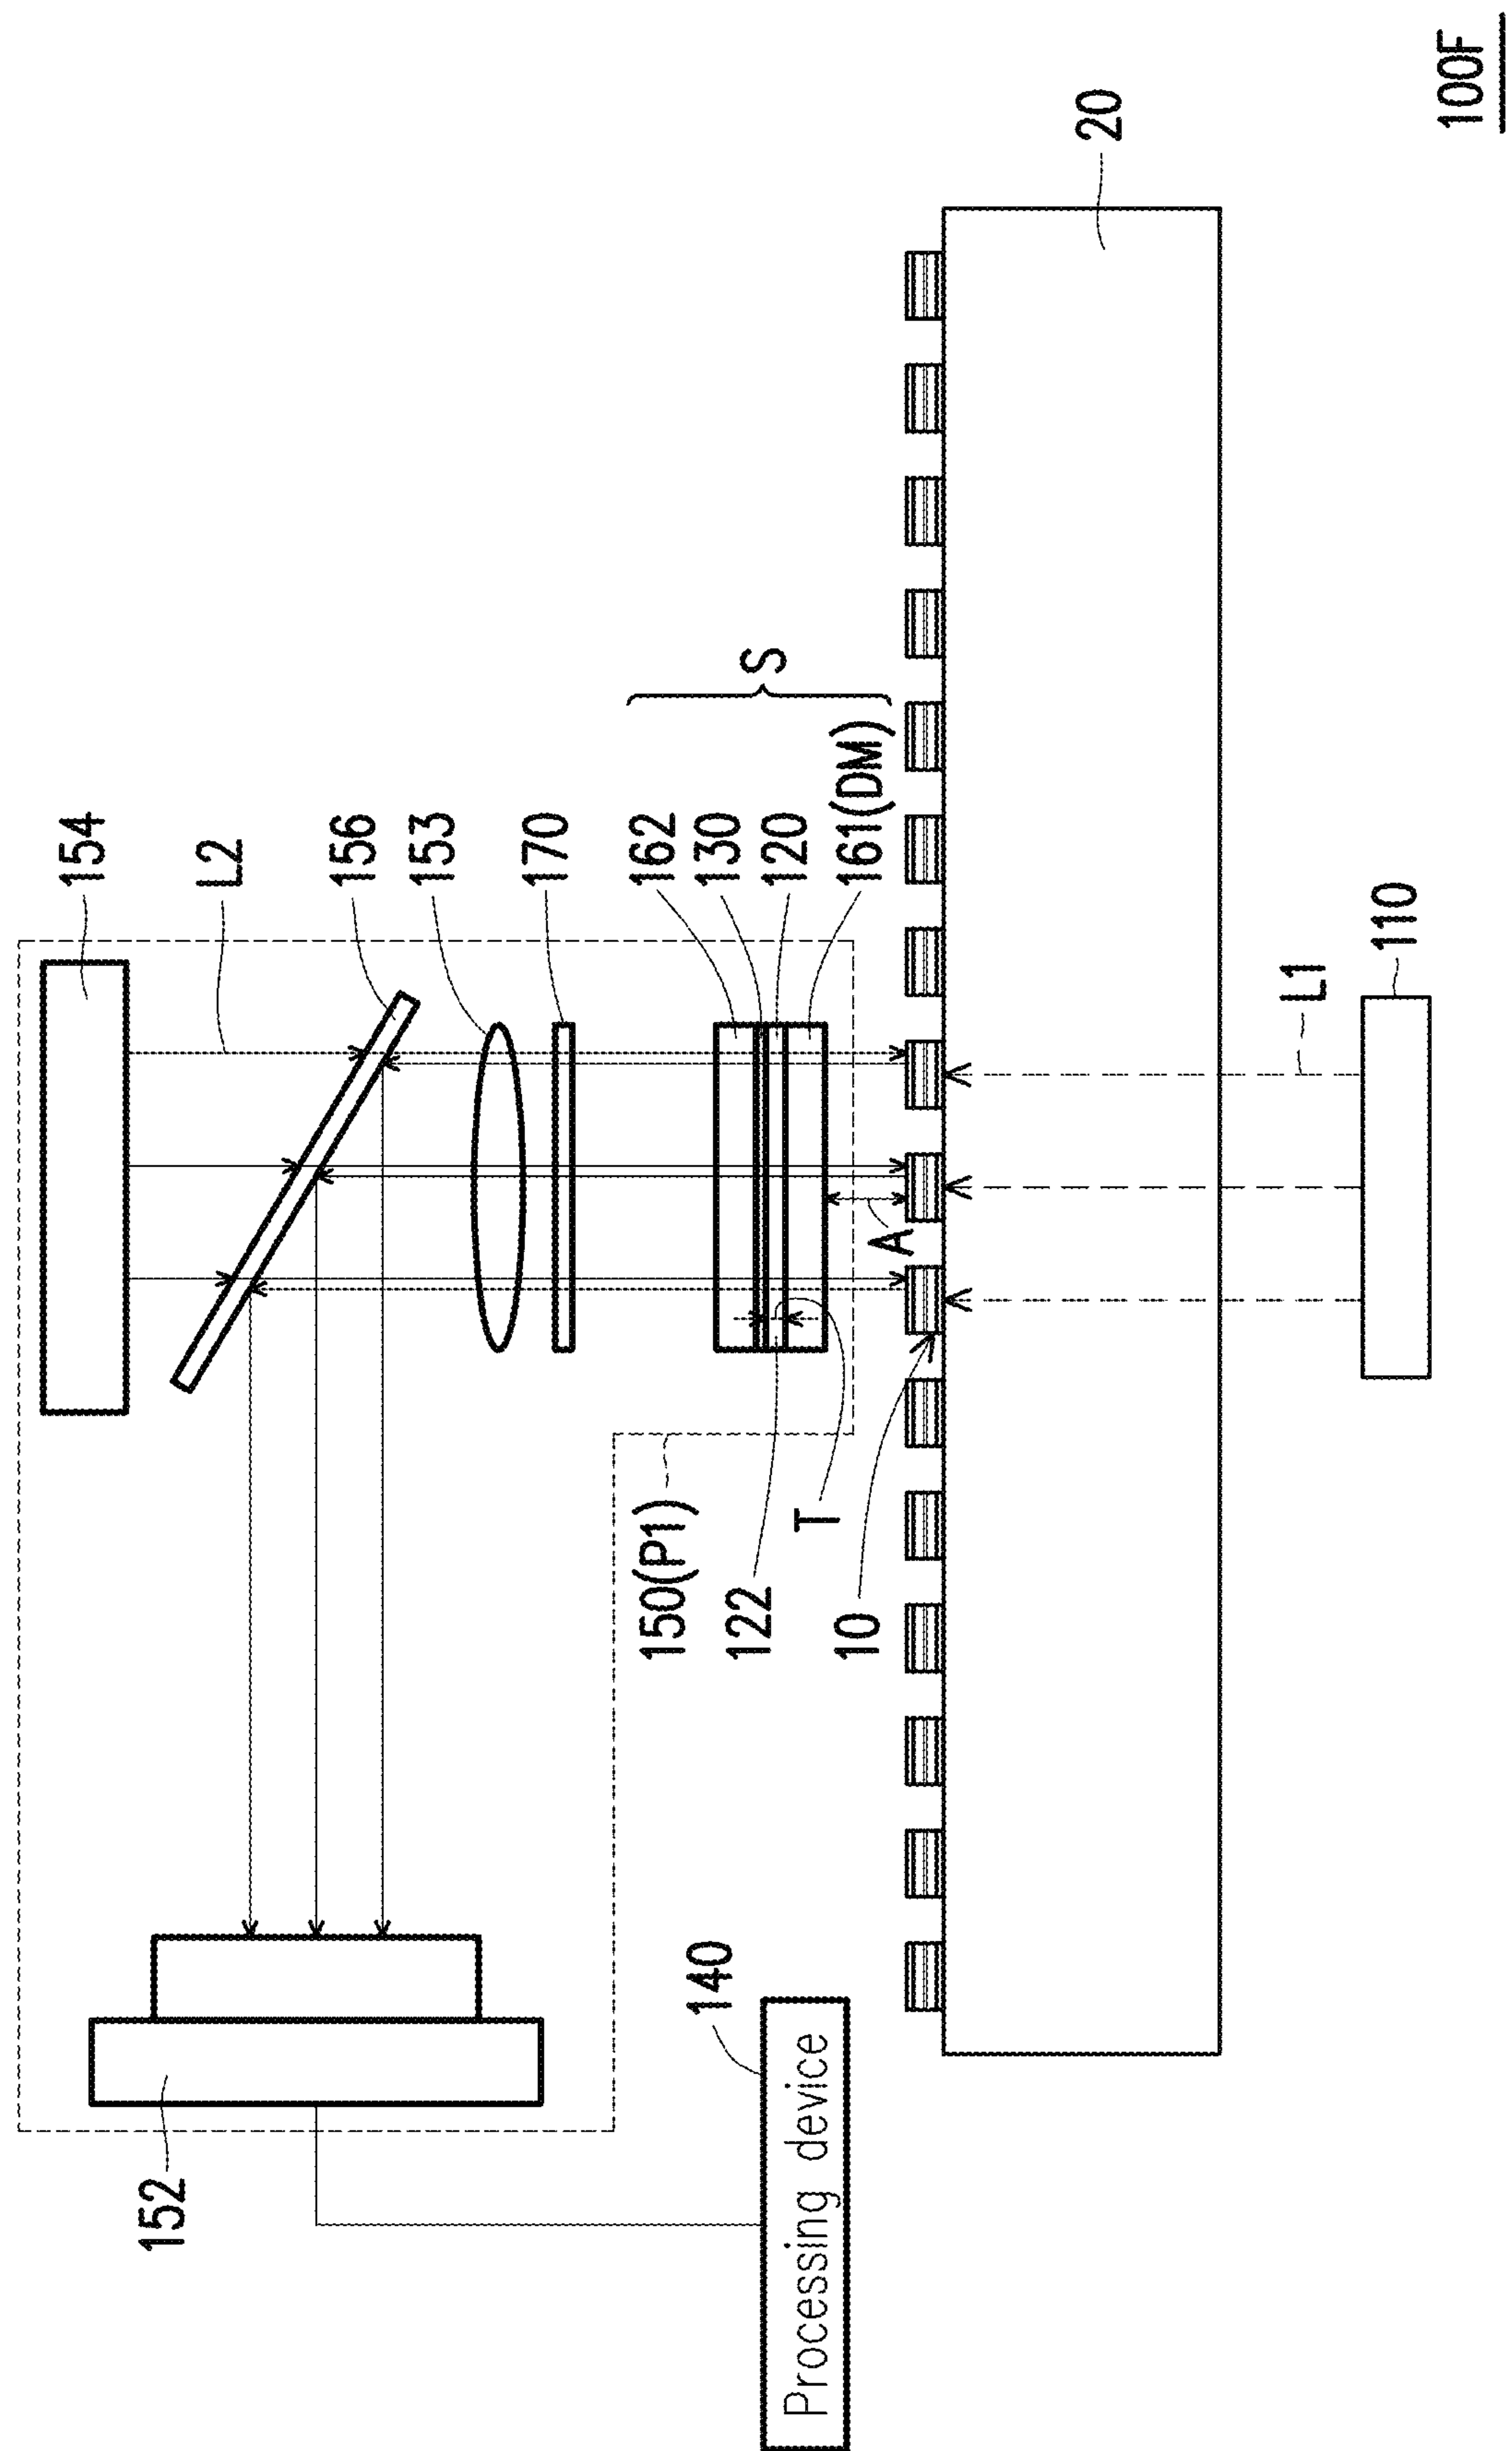 154
L2
156
153
170
162
130
120
161(DM)
S
150(P1)
122
T
10
A
152
140
Processing device
20
L1
110
100F